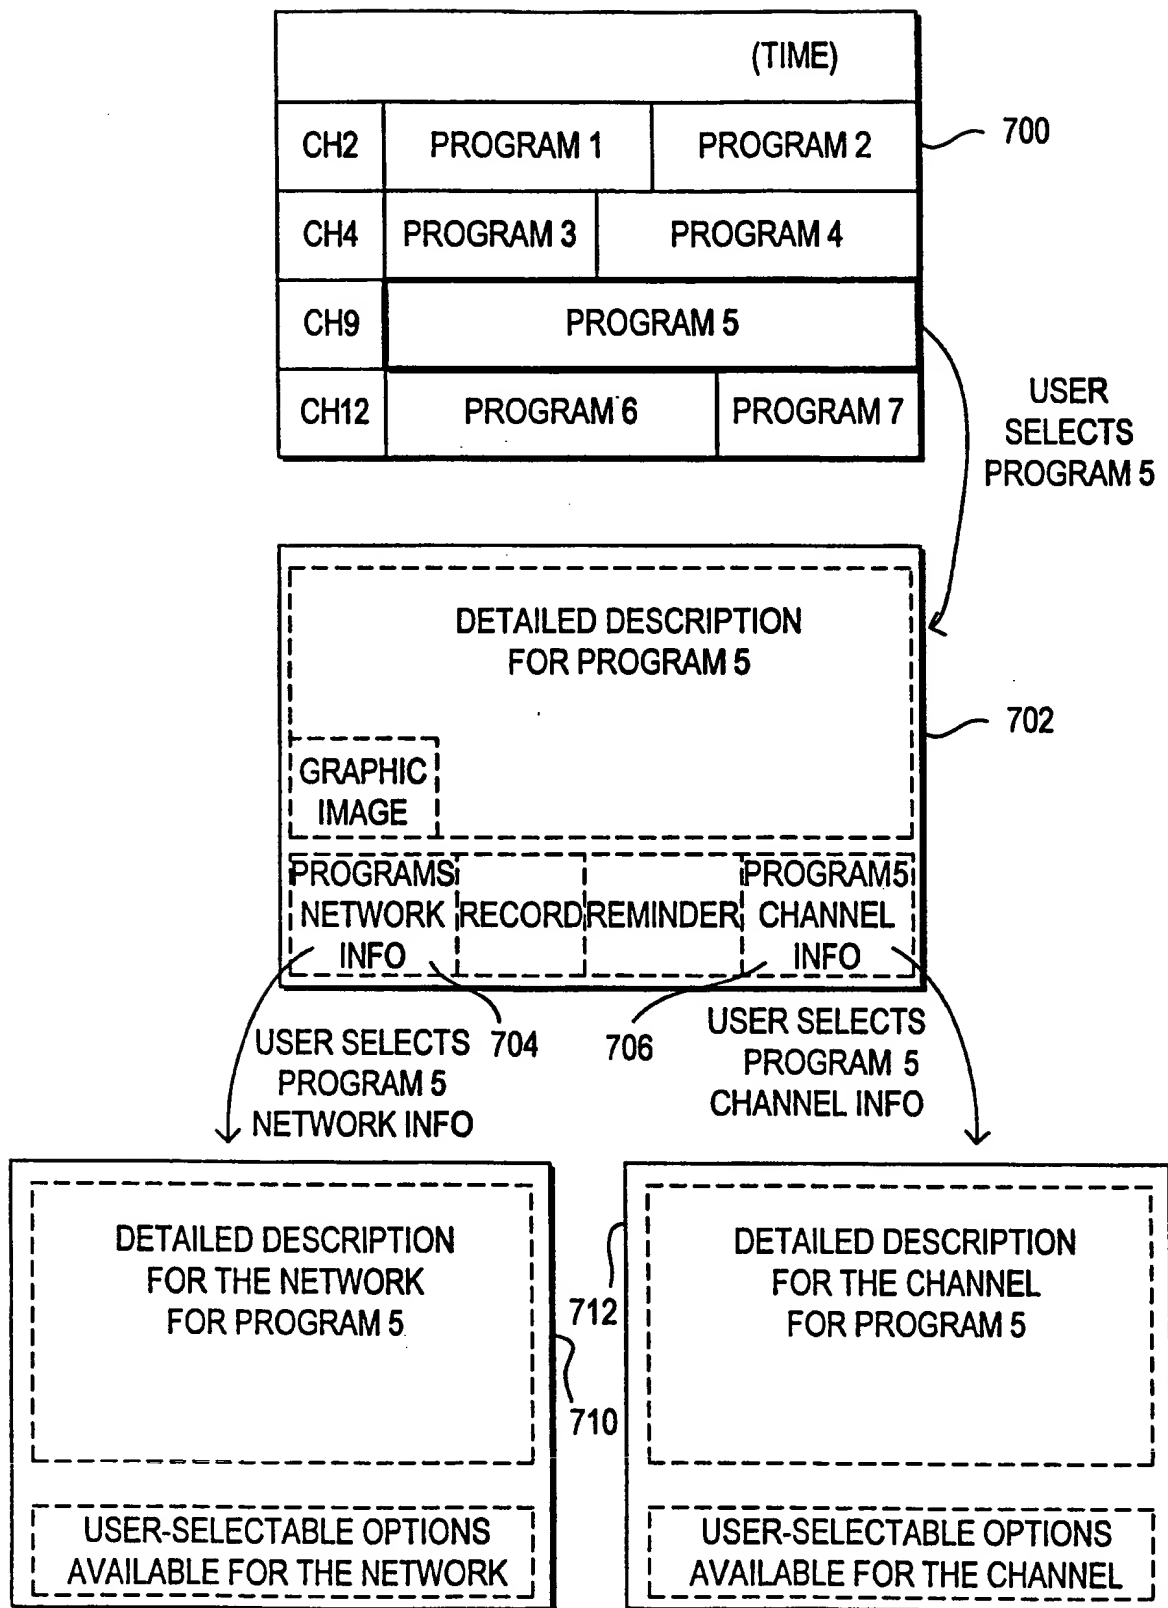 (TIME)
CH2 PROGRAM 1 PROGRAM 2
700
CH4 PROGRAM 3 PROGRAM 4
CH9 PROGRAM 5
CH12 PROGRAM 6 PROGRAM 7
USER
SELECTS
PROGRAM 5
DETAILED DESCRIPTION
FOR PROGRAM 5
702
GRAPHIC
IMAGE
PROGRAMS
NETWORK
INFO
RECORD
REMINDER
PROGRAM5
CHANNEL
INFO
704
706
USER SELECTS
PROGRAM 5
NETWORK INFO
USER SELECTS
PROGRAM 5
CHANNEL INFO
DETAILED DESCRIPTION
FOR THE NETWORK
FOR PROGRAM 5
710
USER-SELECTABLE OPTIONS
AVAILABLE FOR THE NETWORK
712
DETAILED DESCRIPTION
FOR THE CHANNEL
FOR PROGRAM 5
USER-SELECTABLE OPTIONS
AVAILABLE FOR THE CHANNEL